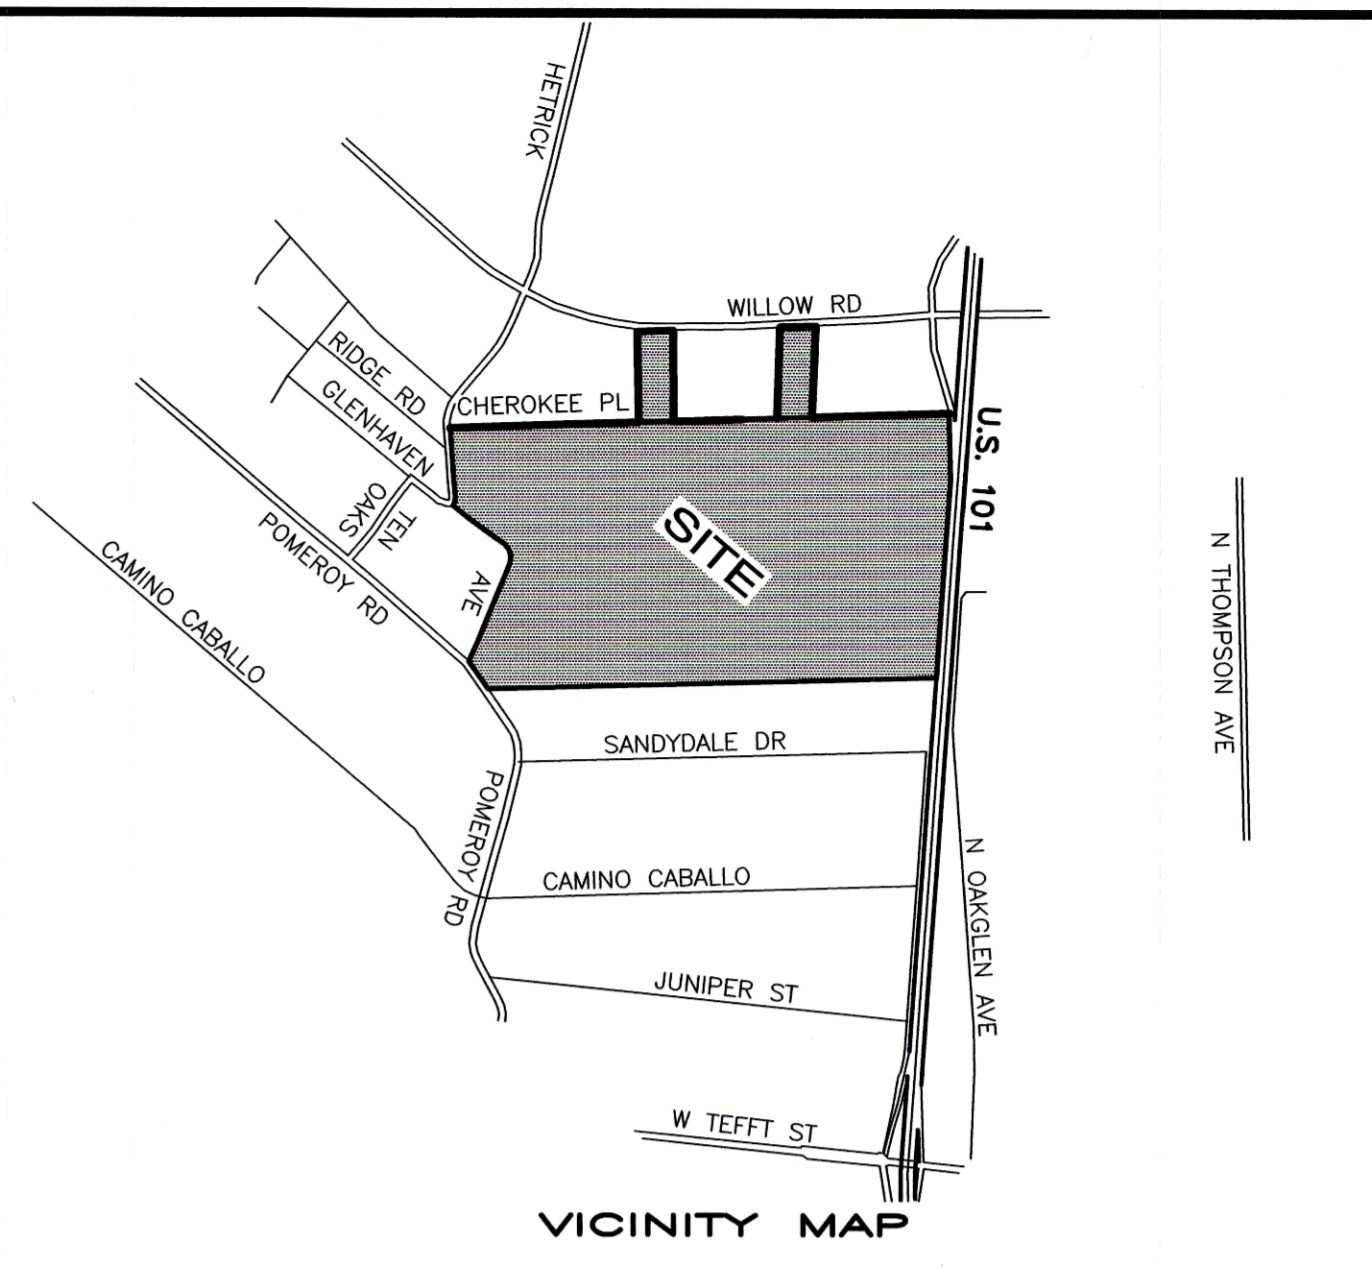 HETRICK
WILLOW RD
RIDGE RD
GLENHAVEN
CHEROKEE PL
U.S. 101
TEN
OAKS
AVE
SITE
POMEROY RD
CAMINO CABALLO
N THOMPSON AVE
SANDYDALE DR
POMEROY RD
CAMINO CABALLO
N OAKGLEN AVE
JUNIPER ST
W TEFFT ST
VICINITY MAP